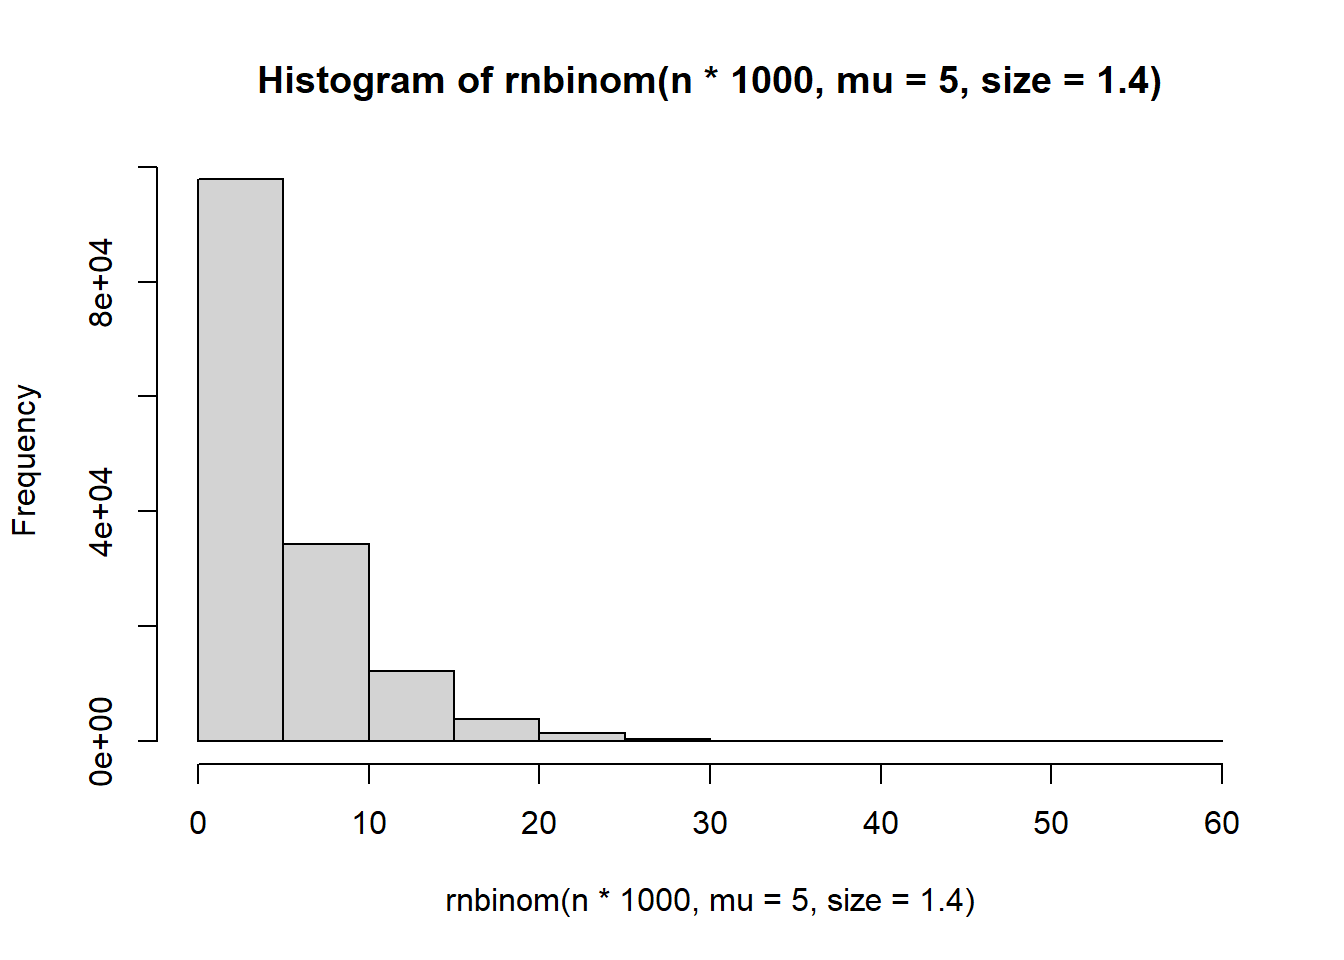 Histogram of rnbinom(n * 1000, mu = 5, size = 1.4)
Frequency
8e+04
4e+04
0e+00
0 10 20 30 40 50 60
rnbinom(n * 1000, mu = 5, size = 1.4)